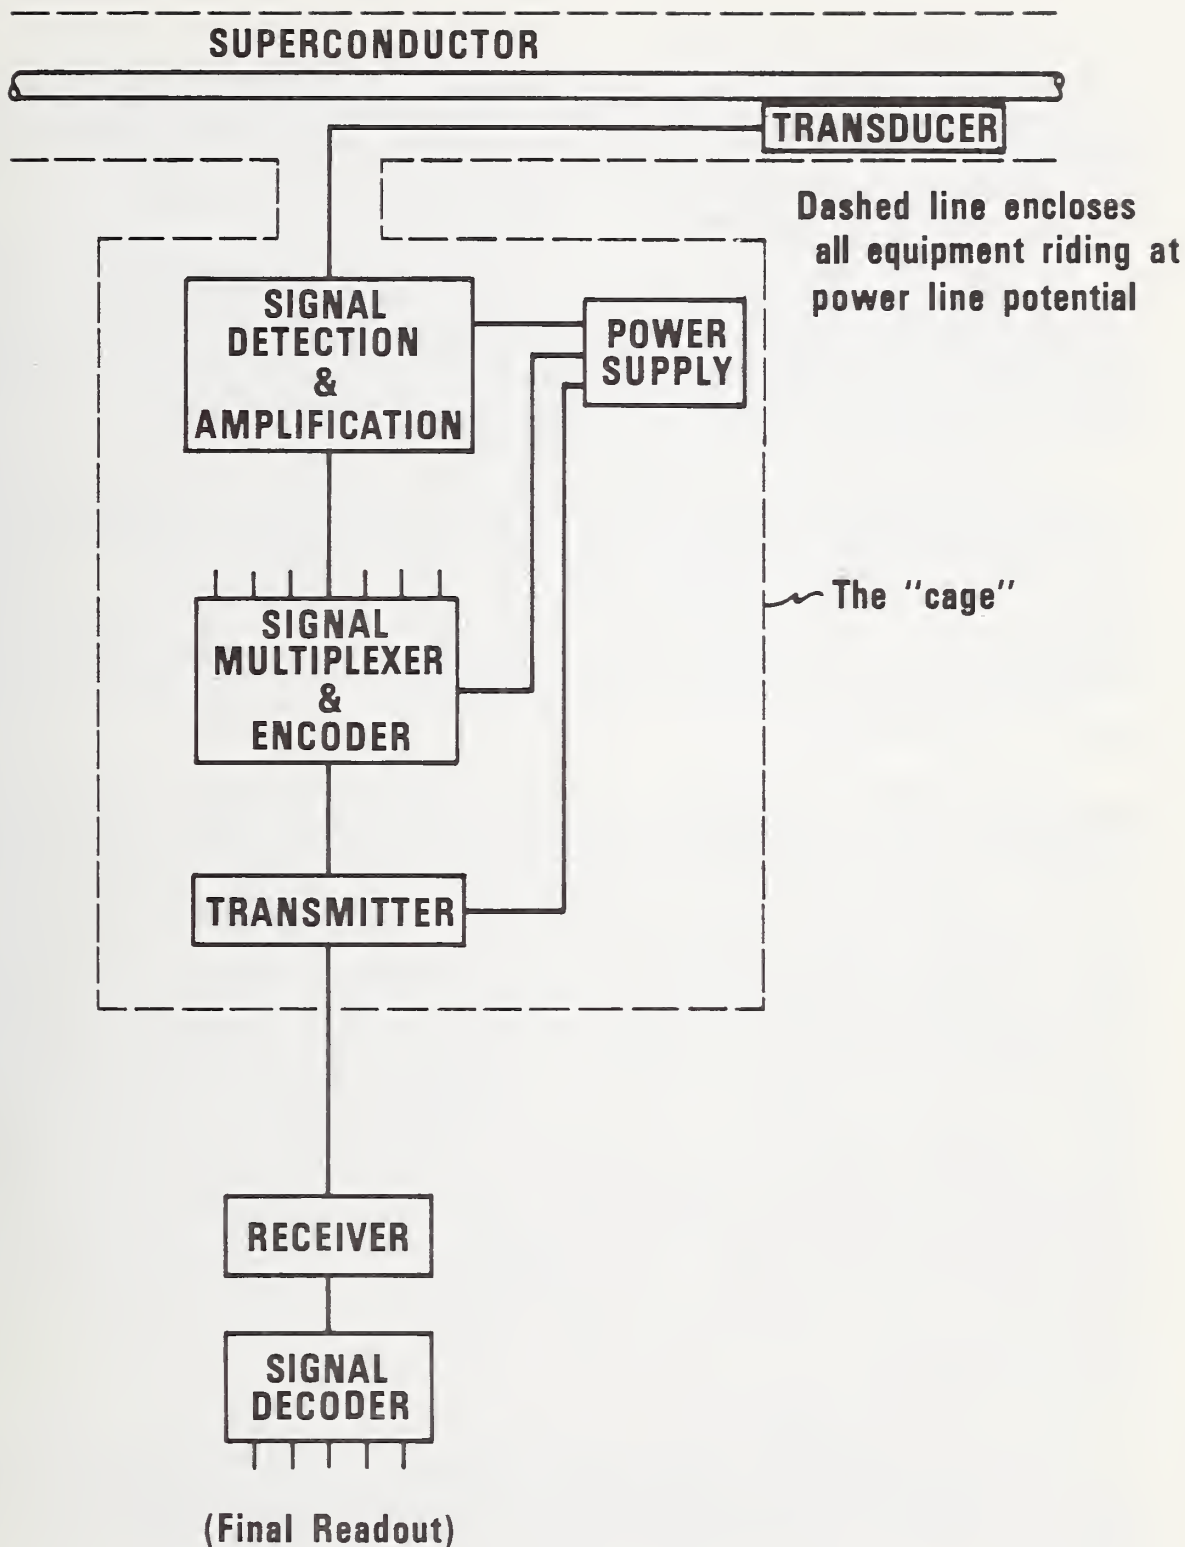 SUPERCONDUCTOR
TRANSDUCER
Dashed line encloses
all equipment riding at
power line potential
SIGNAL
DETECTION
&
AMPLIFICATION
POWER
SUPPLY
The "cage"
SIGNAL
MULTIPLEXER
&
ENCODER
TRANSMITTER
RECEIVER
SIGNAL
DECODER
(Final Readout)